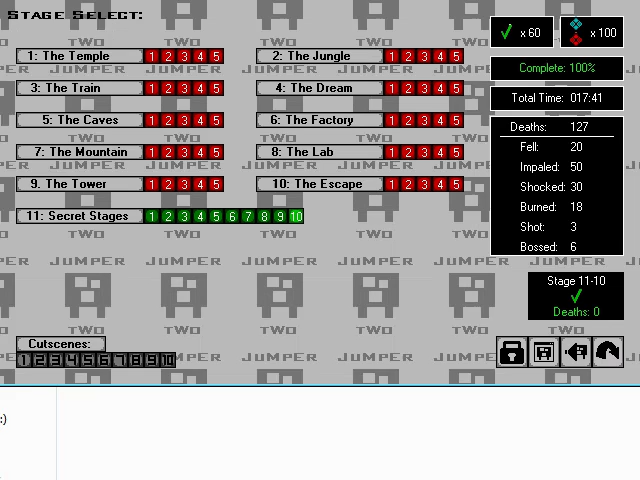 Stage Select:
x 60
x 100
1: The Temple 1 2 3 4 5
2: The Jungle 1 2 3 4 5
Complete: 100%
3: The Train 1 2 3 4 5
4: The Dream 1 2 3 4 5
Total Time: 017:41
5: The Caves 1 2 3 4 5
6: The Factory 1 2 3 4 5
Deaths: 127
Fell: 20
7: The Mountain 1 2 3 4 5
8: The Lab 1 2 3 4 5
Impaled: 50
9: The Tower 1 2 3 4 5
10: The Escape 1 2 3 4 5
Shocked: 30
Burned: 18
11: Secret Stages 1 2 3 4 5 6 7 8 9 10
Shot: 3
Bossed: 6
Stage 11-10
Deaths: 0
Cutscenes:
1 2 3 4 5 6 7 8 9 10
TWO
JUMPER
:)